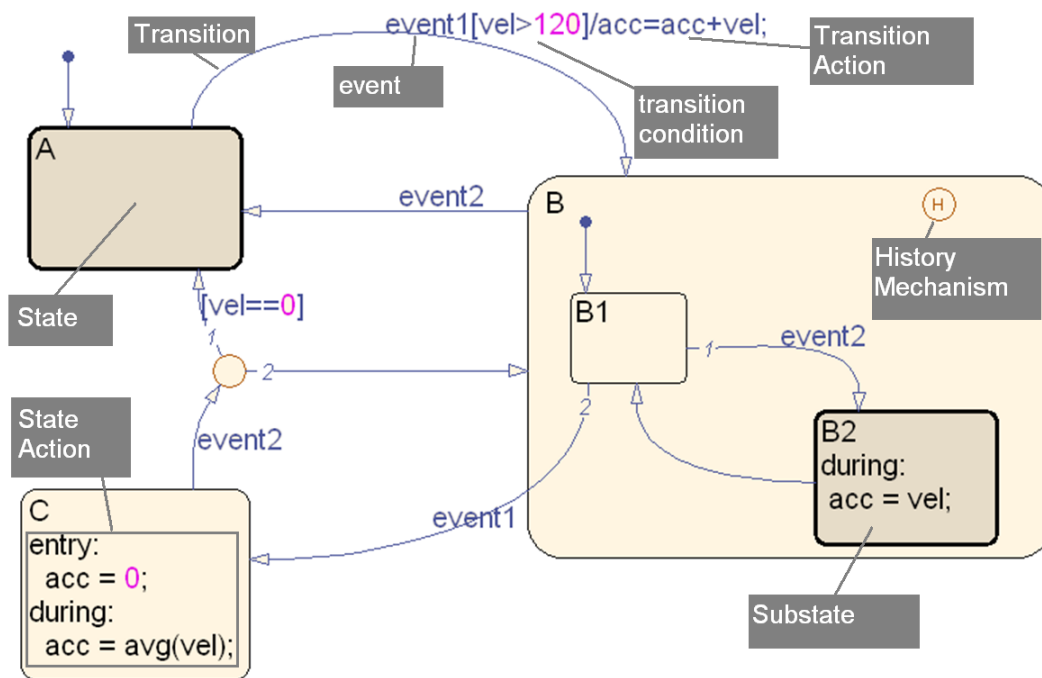 event1[vel>120]/acc=acc+vel;
Transition
Transition
Action
event
transition
condition
A
event2
B
H
History
Mechanism
State
[vel==0]
B1
1
event2
1
2
2
State
Action
event2
B2
during:
acc = vel;
C
event1
entry:
acc = 0;
during:
acc = avg(vel);
Substate